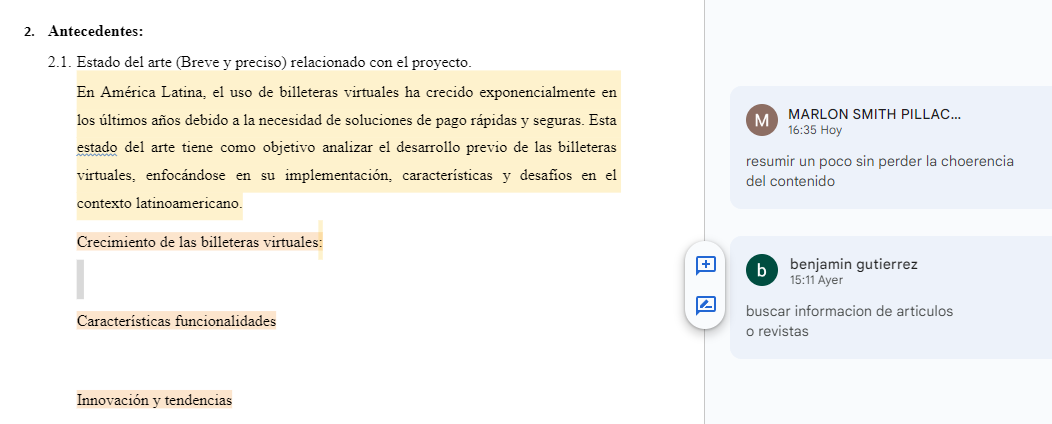 2. Antecedentes:
2.1. Estado del arte (Breve y preciso) relacionado con el proyecto.
En América Latina, el uso de billeteras virtuales ha crecido exponencialmente en
los últimos años debido a la necesidad de soluciones de pago rápidas y seguras. Esta
estado del arte tiene como objetivo analizar el desarrollo previo de las billeteras
virtuales, enfocándose en su implementación, características y desafíos en el
contexto latinoamericano.
Crecimiento de las billeteras virtuales:
Características funcionalidades
Innovación y tendencias
M
MARLON SMITH PILLAC...
16:35 Hoy
resumir un poco sin perder la choerencia
del contenido
b
benjamin gutierrez
15:11 Ayer
buscar informacion de articulos
o revistas